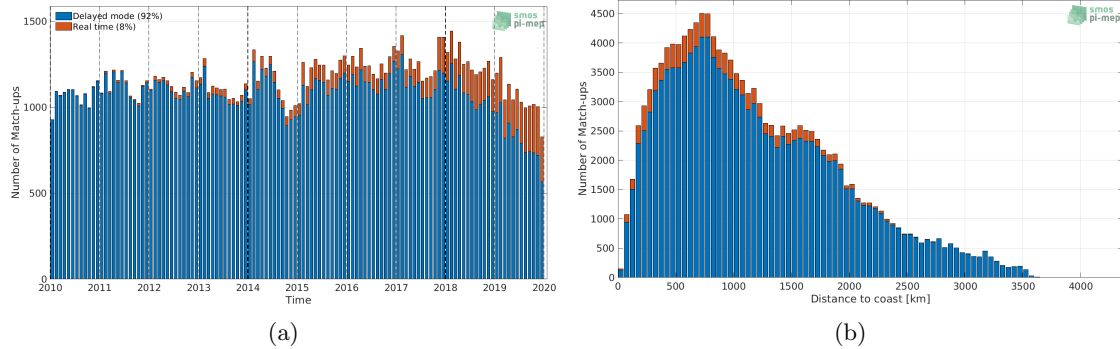 Delayed mode (92%)
Real time (8%)
smos
pi-mep
Number of Match-ups
1500
1000
500
0
2010 2011 2012 2013 2014 2015 2016 2017 2018 2019 2020
Time
(a)
smos
pi-mep
Number of Match-ups
4500
4000
3500
3000
2500
2000
1500
1000
500
0
0 500 1000 1500 2000 2500 3000 3500 4000
Distance to coast [km]
(b)